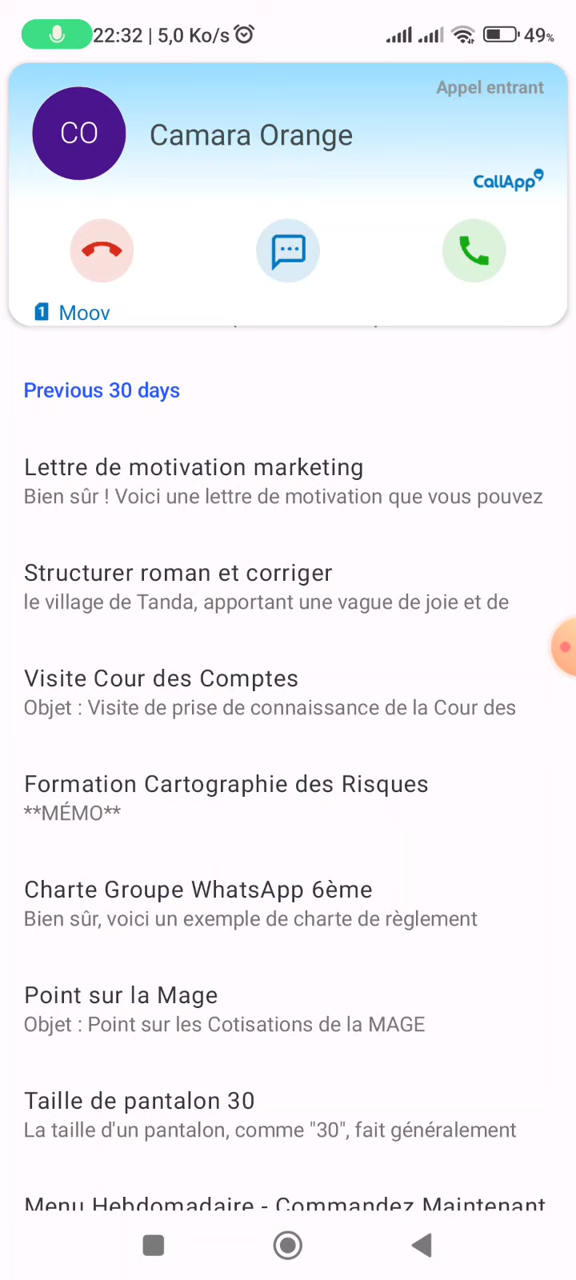 22:32 | 5,0 Ko/s 49%
Appel entrant
CO
Camara Orange
CallApp
1 Moov
Previous 30 days
Lettre de motivation marketing
Bien sûr ! Voici une lettre de motivation que vous pouvez
Structurer roman et corriger
le village de Tanda, apportant une vague de joie et de
Visite Cour des Comptes
Objet : Visite de prise de connaissance de la Cour des
Formation Cartographie des Risques
**MÉMO**
Charte Groupe WhatsApp 6ème
Bien sûr, voici un exemple de charte de règlement
Point sur la Mage
Objet : Point sur les Cotisations de la MAGE
Taille de pantalon 30
La taille d'un pantalon, comme "30", fait généralement
Menu Hebdomadaire - Commandez Maintenant